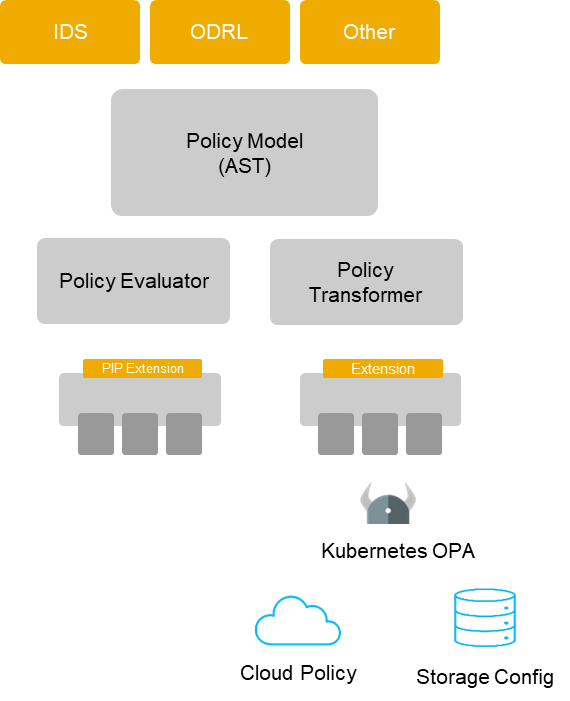 IDS
ODRL
Other
Policy Model
(AST)
Policy Evaluator
Policy
Transformer
PIP Extension
Extension
Kubernetes OPA
Cloud Policy
Storage Config